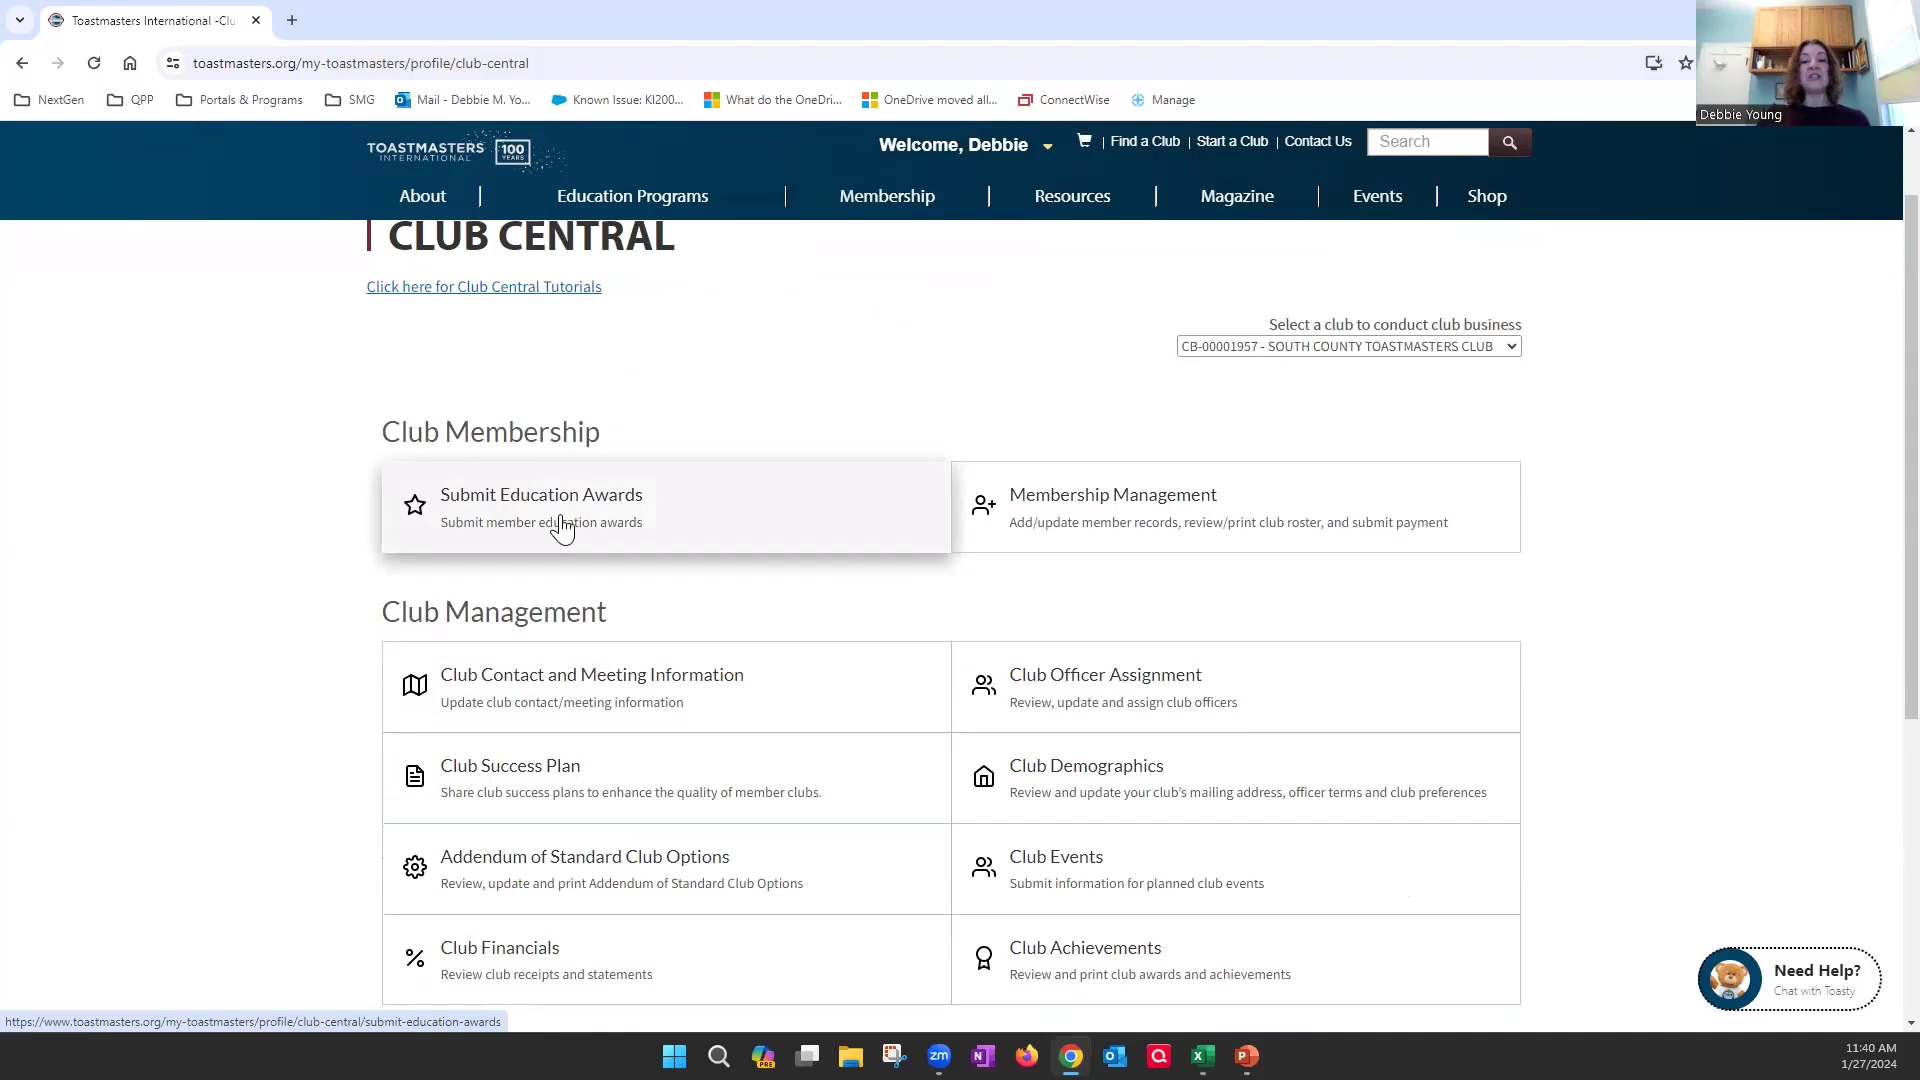 Toastmasters International -Clu
toastmasters.org/my-toastmasters/profile/club-central
NextGen
QPP
Portals & Programs
SMG
Mail - Debbie M. Yo...
Known Issue: KI200...
What do the OneDri...
OneDrive moved all...
ConnectWise
Manage
Debbie Young
TOASTMASTERS
INTERNATIONAL
100
YEARS
Welcome, Debbie
| Find a Club | Start a Club | Contact Us
Search
About | Education Programs | Membership | Resources | Magazine | Events | Shop
CLUB CENTRAL
Click here for Club Central Tutorials
Select a club to conduct club business
CB-00001957 - SOUTH COUNTY TOASTMASTERS CLUB
Club Membership
Submit Education Awards
Submit member education awards
Membership Management
Add/update member records, review/print club roster, and submit payment
Club Management
Club Contact and Meeting Information
Update club contact/meeting information
Club Officer Assignment
Review, update and assign club officers
Club Success Plan
Share club success plans to enhance the quality of member clubs.
Club Demographics
Review and update your club's mailing address, officer terms and club preferences
Addendum of Standard Club Options
Review, update and print Addendum of Standard Club Options
Club Events
Submit information for planned club events
Club Financials
Review club receipts and statements
Club Achievements
Review and print club awards and achievements
Need Help?
Chat with Toasty
https://www.toastmasters.org/my-toastmasters/profile/club-central/submit-education-awards
PRE
zm
N
O
X
P
11:40 AM
1/27/2024